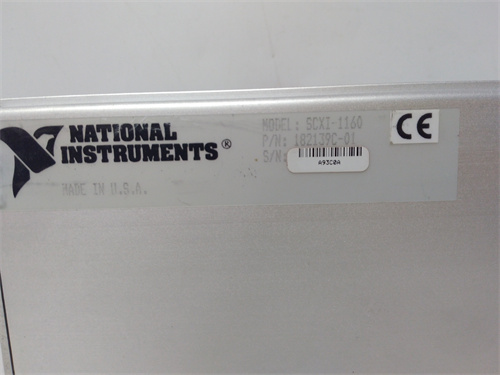 NATIONAL
INSTRUMENTS®
MADE IN U.S.A.
MODEL: SCXI-1160
P/N: 182139C-01
S/N:
A93C0A
CE